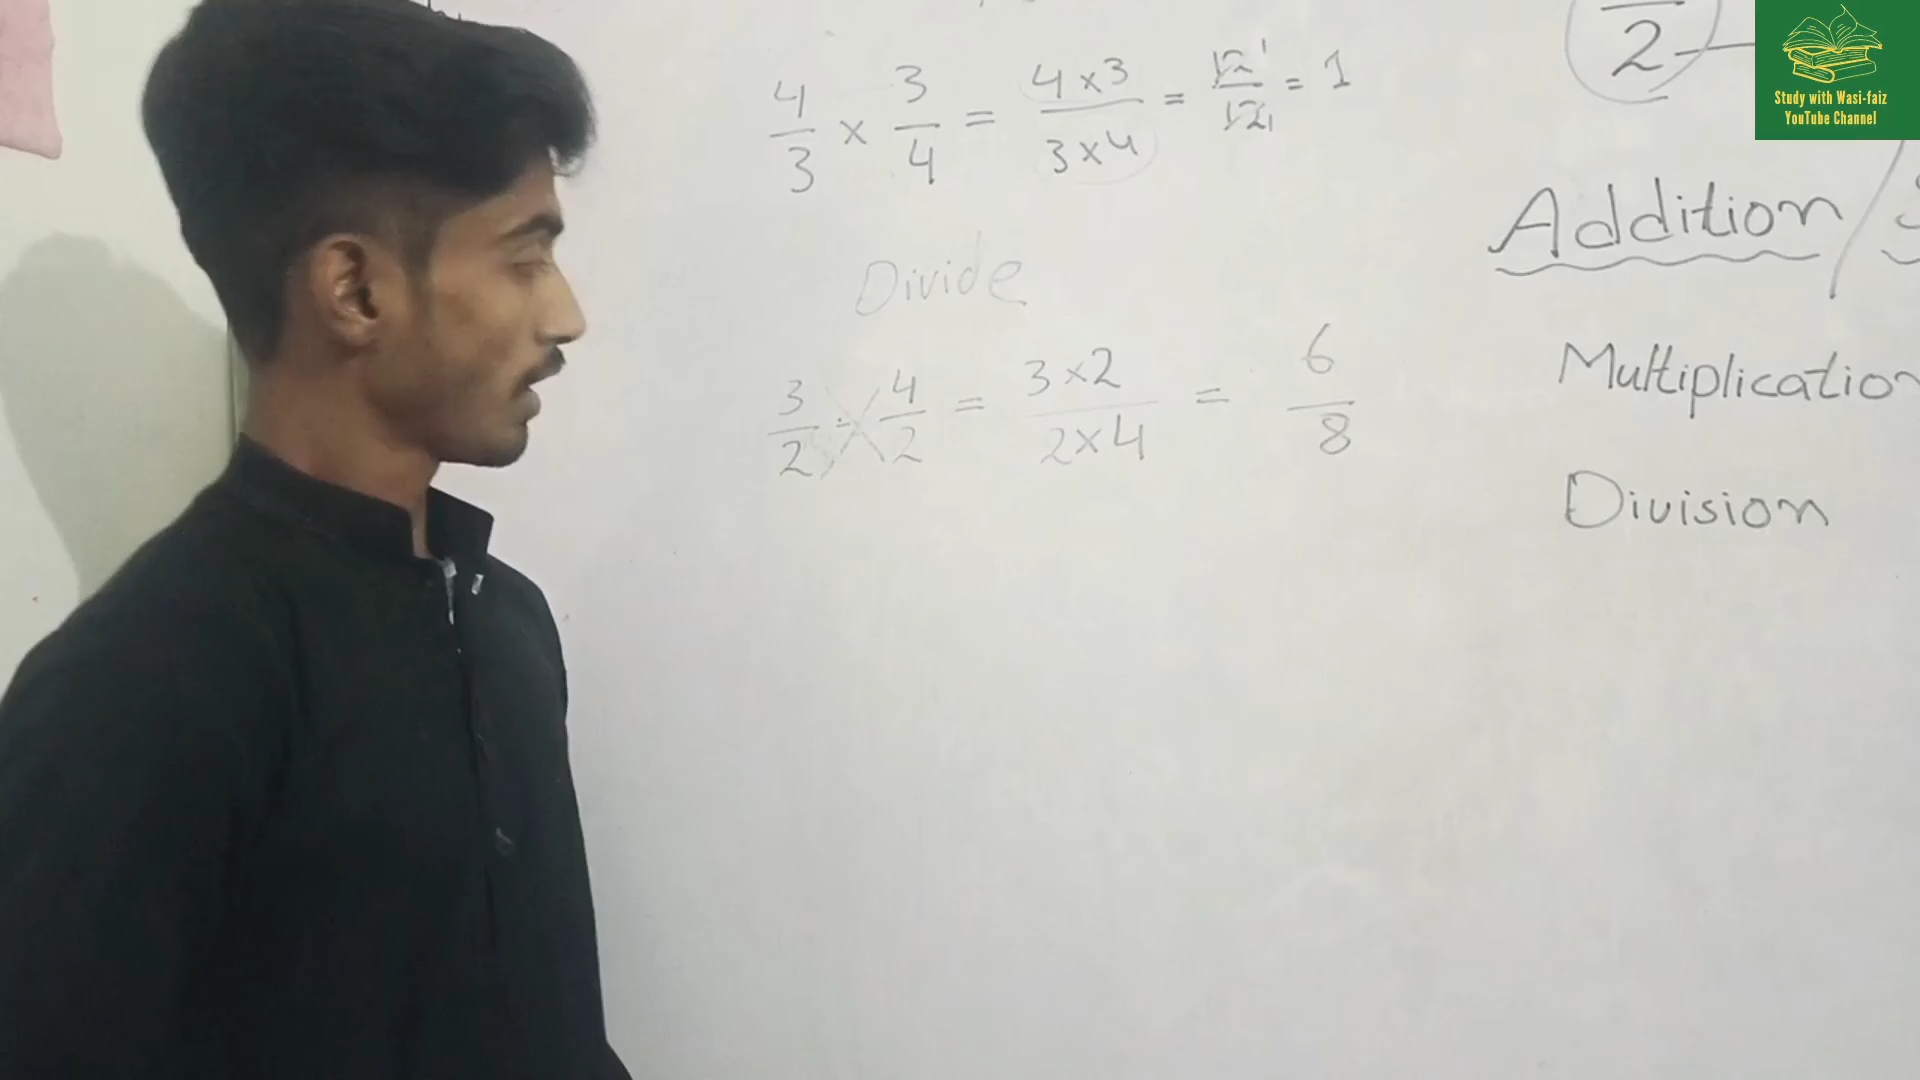 4/3 × 3/4 = 4×3/3×4 = 12/12 = 1
Divide
3/2 ÷ 4/2 = 3×2/2×4 = 6/8
2
Addition/
Multiplication
Division
Study with Wasi-faiz
YouTube Channel